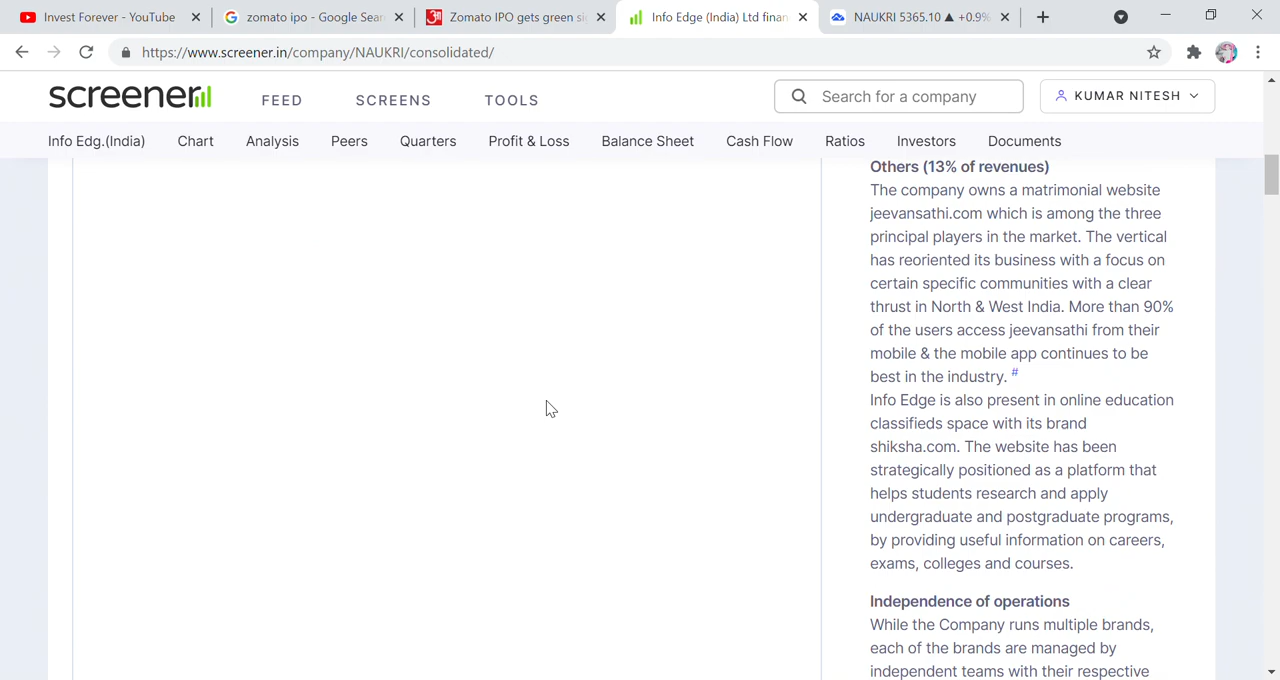 Invest Forever - YouTube
zomato ipo - Google Sear
Zomato IPO gets green si
Info Edge (India) Ltd finan
NAUKRI 5365.10 ▲ +0.9%
https://www.screener.in/company/NAUKRI/consolidated/
screener
FEED
SCREENS
TOOLS
Search for a company
KUMAR NITESH
Info Edg.(India)
Chart
Analysis
Peers
Quarters
Profit & Loss
Balance Sheet
Cash Flow
Ratios
Investors
Documents
Others (13% of revenues)
The company owns a matrimonial website
jeevansathi.com which is among the three
principal players in the market. The vertical
has reoriented its business with a focus on
certain specific communities with a clear
thrust in North & West India. More than 90%
of the users access jeevansathi from their
mobile & the mobile app continues to be
best in the industry. #
Info Edge is also present in online education
classifieds space with its brand
shiksha.com. The website has been
strategically positioned as a platform that
helps students research and apply
undergraduate and postgraduate programs,
by providing useful information on careers,
exams, colleges and courses.
Independence of operations
While the Company runs multiple brands,
each of the brands are managed by
independent teams with their respective